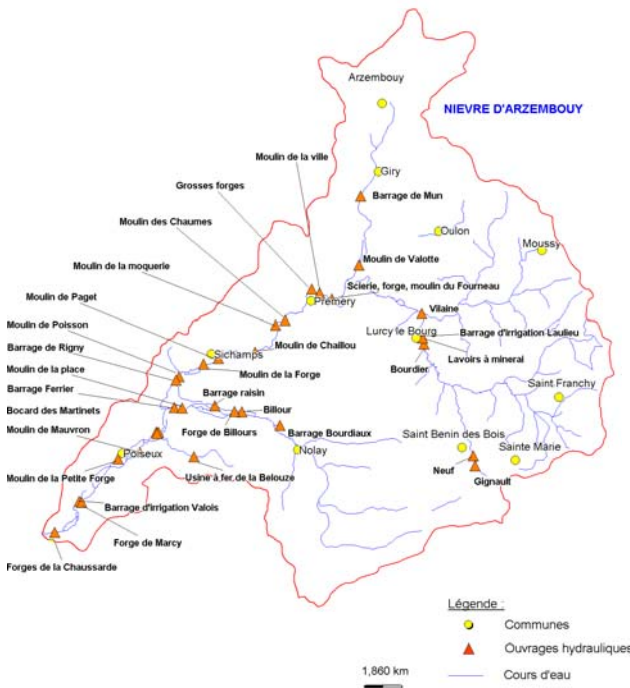 Arzembouy
NIEVRE D'ARZEMBOUY
Moulin de la ville
Giry
Grosses forges
Barrage de Mun
Moulin des Chaumes
Oulon
Moussy
Moulin de la moquerie
Moulin de Valotte
Scierie, forge, moulin du Fourneau
Moulin de Paget
Prémery
Vilaine
Moulin de Poisson
Lurcy le Bourg
Barrage d'irrigation Laulieu
Barrage de Rigny
Sichamps
Moulin de Chaillou
Lavoirs à minerai
Moulin de la place
Moulin de la Forge
Bourdier
Barrage Ferrier
Barrage raisin
Saint Franchy
Bocard des Martinets
Billour
Moulin de Mauvron
Forge de Billours
Barrage Bourdiaux
Saint Benin des Bois
Poiseux
Nolay
Sainte Marie
Moulin de la Petite Forge
Usine à fer de la Belouze
Neuf
Gignault
Barrage d'irrigation Valois
Forge de Marcy
Forges de la Chaussarde
Légende :
Communes
Ouvrages hydrauliques
1,860 km
Cours d'eau